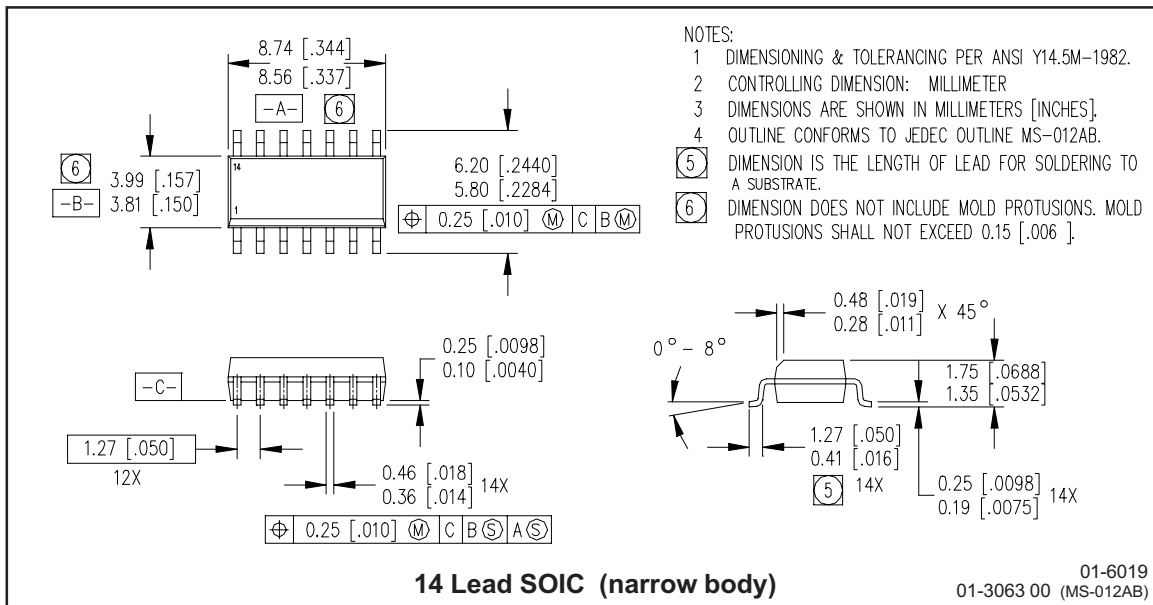 8.74 [.344]
8.56 [.337]
-A- 6
6
3.99 [.157]
3.81 [.150]
-B-
14
1
6.20 [.2440]
5.80 [.2284]
⌖ 0.25 [.010] Ⓜ C B Ⓜ
NOTES:
1 DIMENSIONING & TOLERANCING PER ANSI Y14.5M-1982.
2 CONTROLLING DIMENSION: MILLIMETER
3 DIMENSIONS ARE SHOWN IN MILLIMETERS [INCHES].
4 OUTLINE CONFORMS TO JEDEC OUTLINE MS-012AB.
5 DIMENSION IS THE LENGTH OF LEAD FOR SOLDERING TO
A SUBSTRATE.
6 DIMENSION DOES NOT INCLUDE MOLD PROTUSIONS. MOLD
PROTUSIONS SHALL NOT EXCEED 0.15 [.006 ].
-C-
0.25 [.0098]
0.10 [.0040]
1.27 [.050]
12X
0.46 [.018]
0.36 [.014] 14X
⌖ 0.25 [.010] Ⓜ C B Ⓢ A Ⓢ
0.48 [.019]
0.28 [.011] X 45°
0° - 8°
1.75 [.0688]
1.35 [.0532]
1.27 [.050]
0.41 [.016]
5 14X
0.25 [.0098]
0.19 [.0075] 14X
14 Lead SOIC (narrow body)
01-6019
01-3063 00 (MS-012AB)